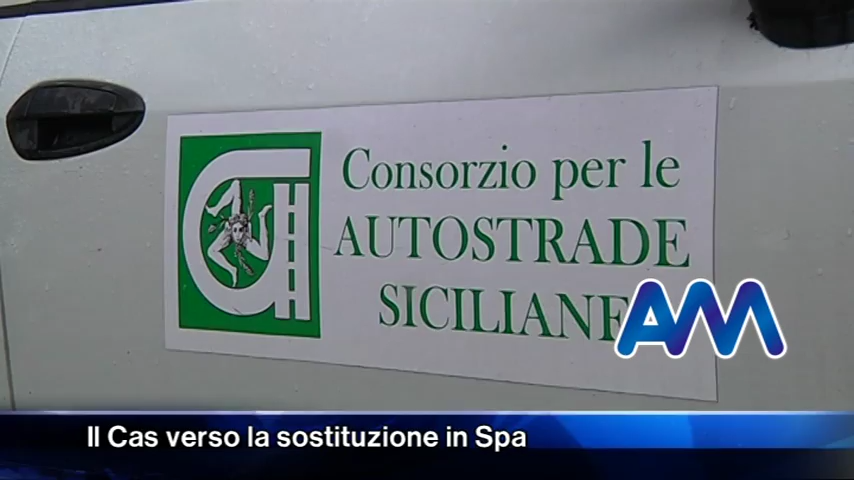 Consorzio per le
AUTOSTRADE
SICILIANE
AM
Il Cas verso la sostituzione in Spa